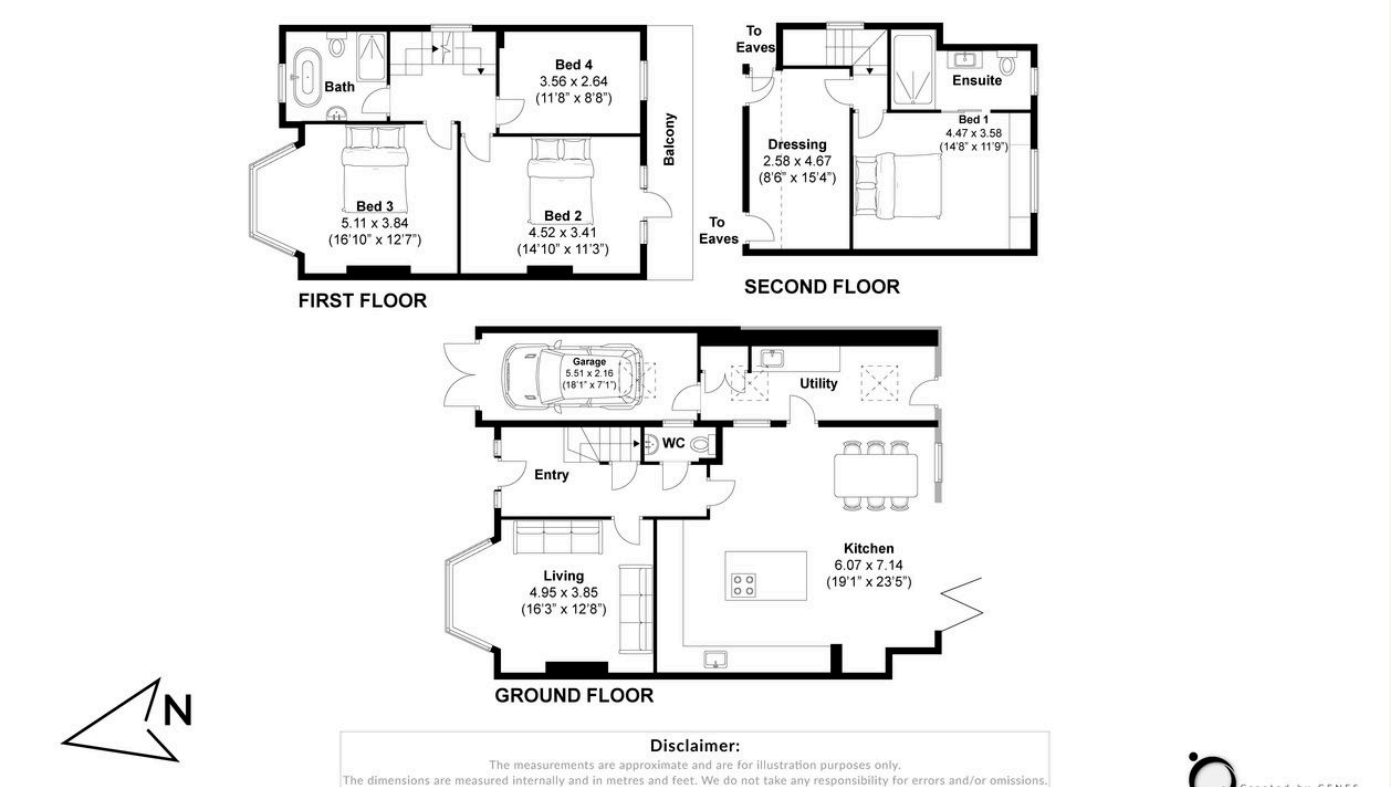 Bath
Bed 4
3.56 x 2.64
(11'8" x 8'8")
Balcony
Bed 3
5.11 x 3.84
(16'10" x 12'7")
Bed 2
4.52 x 3.41
(14'10" x 11'3")
FIRST FLOOR
To
Eaves
Ensuite
Bed 1
4.47 x 3.58
(14'8" x 11'9")
Dressing
2.58 x 4.67
(8'6" x 15'4")
To
Eaves
SECOND FLOOR
Garage
5.51 x 2.16
(18'1" x 7'1")
Utility
WC
Entry
Kitchen
6.07 x 7.14
(19'1" x 23'5")
Living
4.95 x 3.85
(16'3" x 12'8")
GROUND FLOOR
N
Disclaimer:
The measurements are approximate and are for illustration purposes only.
The dimensions are measured internally and in metres and feet. We do not take any responsibility for errors and/or omissions.